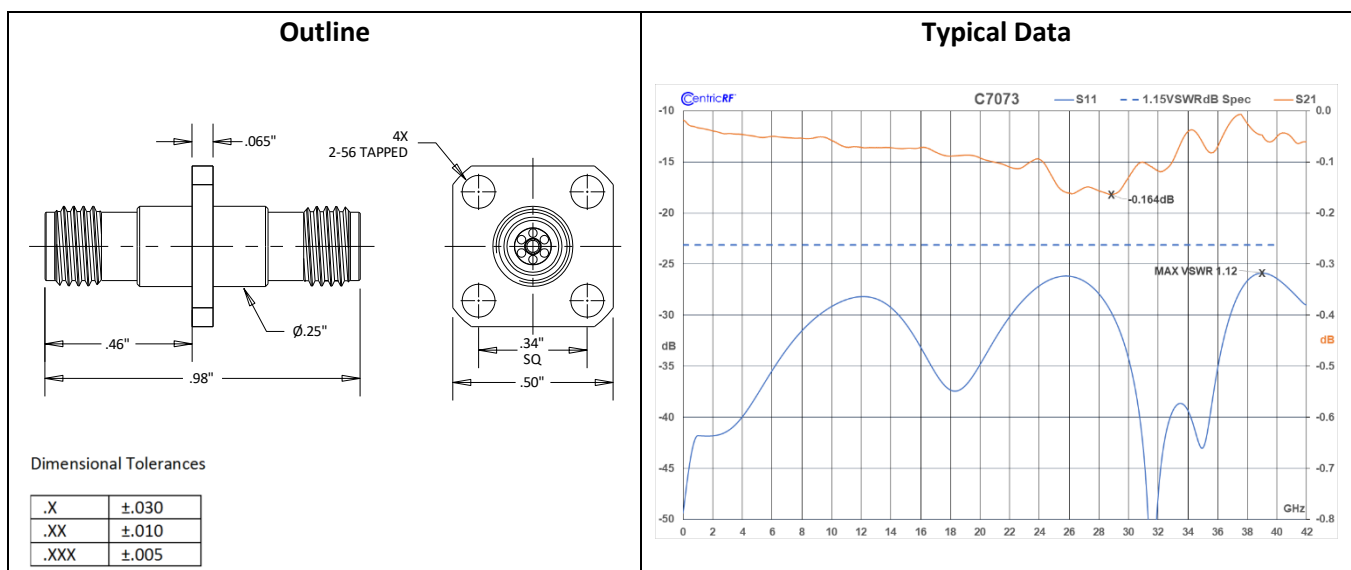 Outline
.065"
4X
2-56 TAPPED
Ø.25"
.46"
.98"
.34"
SQ
.50"
Dimensional Tolerances
.X ±.030
.XX ±.010
.XXX ±.005
Typical Data
CentricRF
C7073
S11
1.15VSWRdB Spec
S21
-10
-15
-20
-25
-30
dB
-35
-40
-45
-50
0.0
-0.1
-0.2
-0.3
-0.4
dB
-0.5
-0.6
-0.7
-0.8
-0.164dB
MAX VSWR 1.12
GHz
0 2 4 6 8 10 12 14 16 18 20 22 24 26 28 30 32 34 36 38 40 42